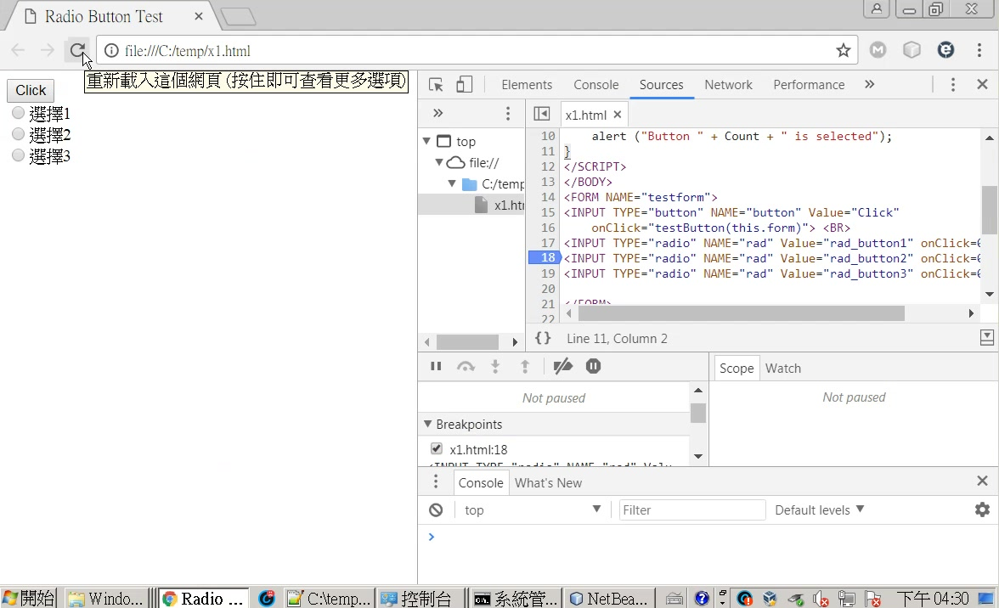 Radio Button Test
file:///C:/temp/x1.html
重新載入這個網頁 (按住即可查看更多選項)
Click
選擇1
選擇2
選擇3
Elements Console Sources Network Performance
x1.html
top
file://
C:/temp
x1.htr
10 alert ("Button " + Count + " is selected");
11 }
12 </SCRIPT>
13 </BODY>
14 <FORM NAME="testform">
15 <INPUT TYPE="button" NAME="button" Value="Click"
16 onClick="testButton(this.form)"> <BR>
17 <INPUT TYPE="radio" NAME="rad" Value="rad_button1" onClick=0
18 <INPUT TYPE="radio" NAME="rad" Value="rad_button2" onClick=0
19 <INPUT TYPE="radio" NAME="rad" Value="rad_button3" onClick=0
20
21 </FORM>
22
{} Line 11, Column 2
Not paused
Breakpoints
x1.html:18
<INPUT TYPE="radio" NAME="rad" Valu…
Scope Watch
Not paused
Console What's New
top Filter Default levels
開始 Windo... Radio ... C:\temp... 控制台 系統管... NetBea... 下午 04:30